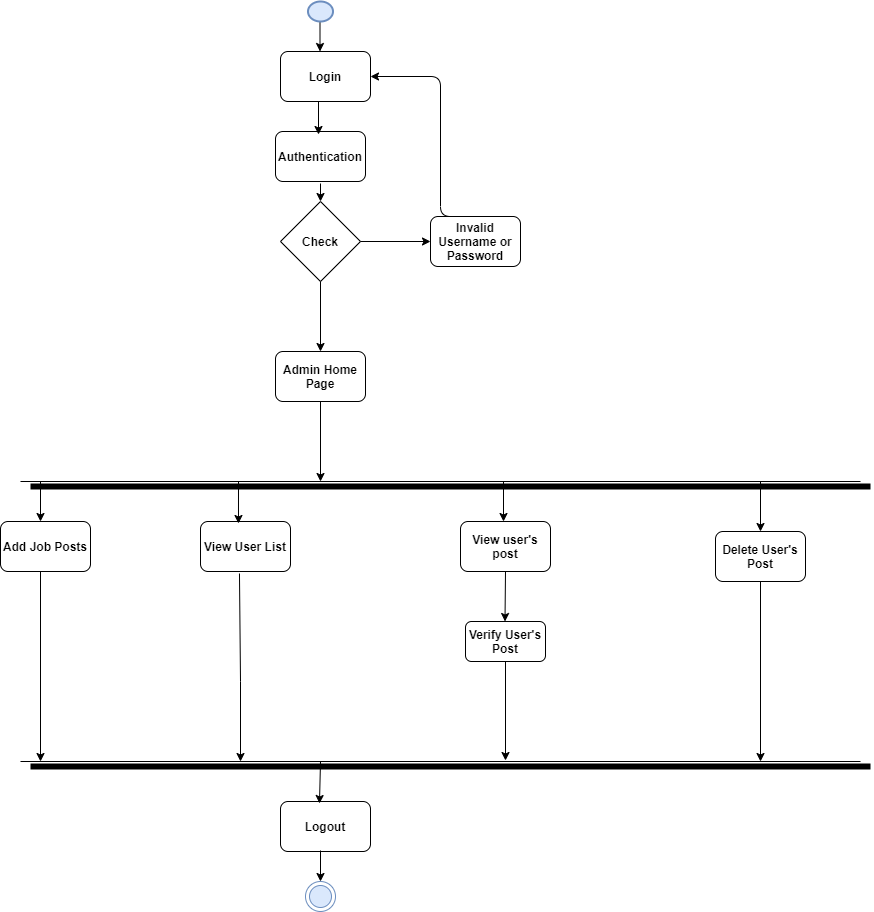 Login
Authentication
Check
Invalid
Username or
Password
Admin Home
Page
Add Job Posts
View User List
View user's
post
Delete User's
Post
Verify User's
Post
Logout